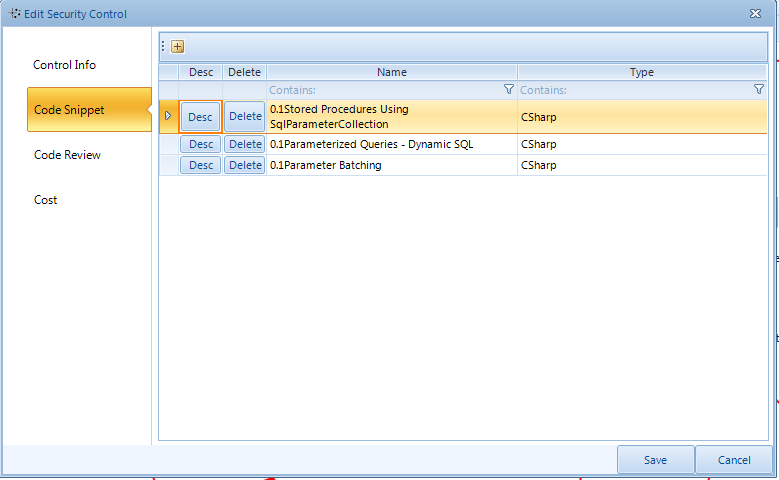 Edit Security Control
Control Info
Code Snippet
Code Review
Cost
Desc Delete Name Type
Contains: Contains:
Desc Delete 0.1Stored Procedures Using
SqlParameterCollection CSharp
Desc Delete 0.1Parameterized Queries - Dynamic SQL CSharp
Desc Delete 0.1Parameter Batching CSharp
Save Cancel